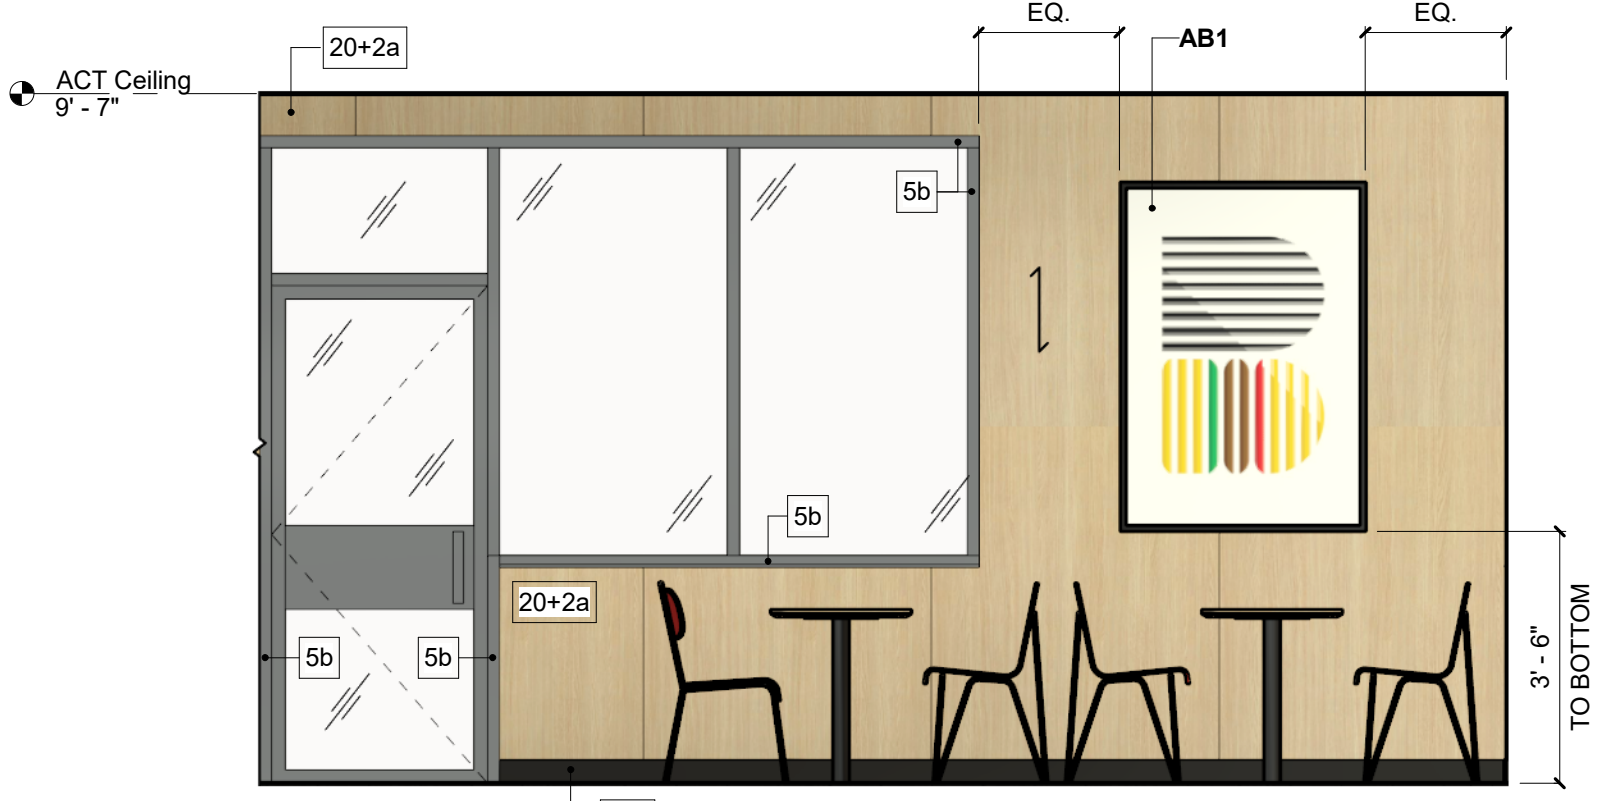 EQ.
EQ.
20+2a
AB1
ACT Ceiling
9' - 7"
5b
5b
20+2a
5b
5b
3' - 6"
TO BOTTOM